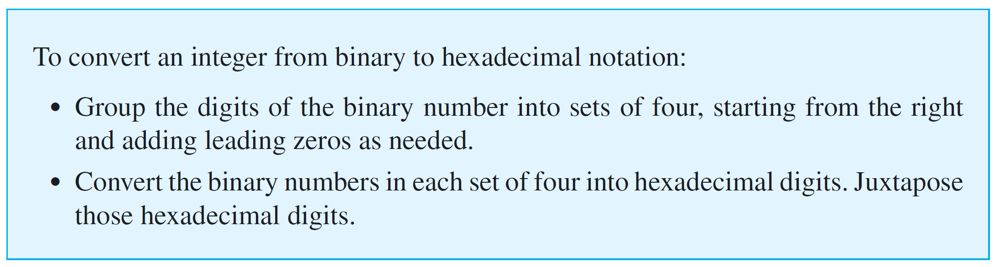 To convert an integer from binary to hexadecimal notation:
• Group the digits of the binary number into sets of four, starting from the right
and adding leading zeros as needed.
• Convert the binary numbers in each set of four into hexadecimal digits. Juxtapose
those hexadecimal digits.